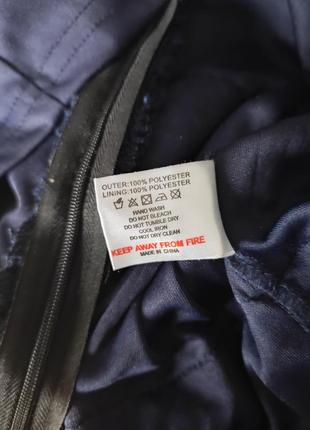 OUTER:100% POLYESTER
LINING:100% POLYESTER
HAND WASH
DO NOT BLEACH
DO NOT TUMBLE DRY
COOL IRON
DO NOT DRY CLEAN
KEEP AWAY FROM FIRE
MADE IN CHINA